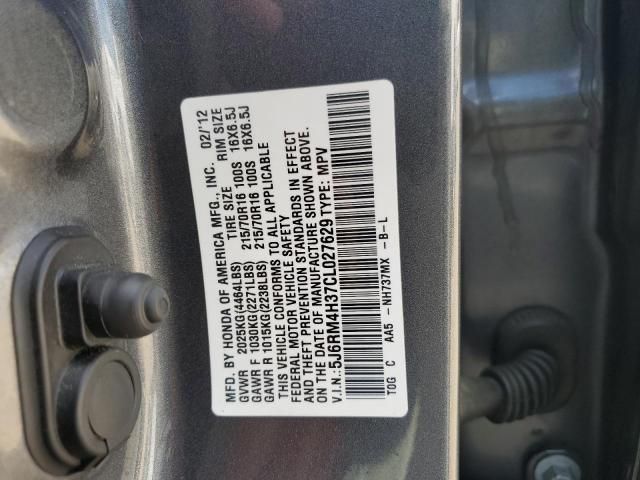 MFD. BY HONDA OF AMERICA MFG., INC. 02/'12
TIRE SIZE RIM SIZE
GVWR 2025KG(4464LBS)
GAWR F 1030KG(2271LBS) 215/70R16 100S 16X6.5J
GAWR R 1015KG(2238LBS) 215/70R16 100S 16X6.5J
THIS VEHICLE CONFORMS TO ALL APPLICABLE
FEDERAL MOTOR VEHICLE SAFETY
AND THEFT PREVENTION STANDARDS IN EFFECT
ON THE DATE OF MANUFACTURE SHOWN ABOVE.
V.I.N.: 5J6RM4H37CL027629 TYPE: MPV
TOG C AA5 -NH737MX -B-L